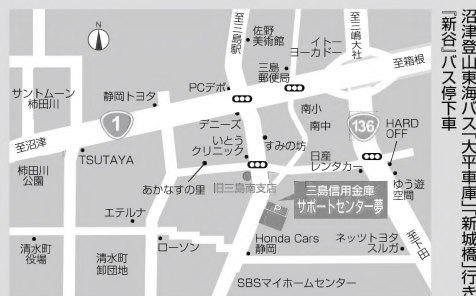 沼津登山東海バス「大平車庫」「新城橋」行き
『新谷』バス停下車
N
至三島駅
佐野
美術館
イトー
ヨーカドー
至三嶋大社
三島
郵便局
至箱根
サントムーン
柿田川
静岡トヨタ
PCデポ
南小
南中
136
HARD
OFF
1
デニーズ
いとう
クリニック
すみの坊
至沼津
TSUTAYA
日産
レンタカー
柿田川
公園
あかなすの里
旧三島南支店
ゆう遊
空間
三島信用金庫
サポートセンター夢
P
エテルナ
至下田
清水町
役場
清水町
卸団地
ローソン
Honda Cars
静岡
ネッツトヨタ
スルガ
SBSマイホームセンター